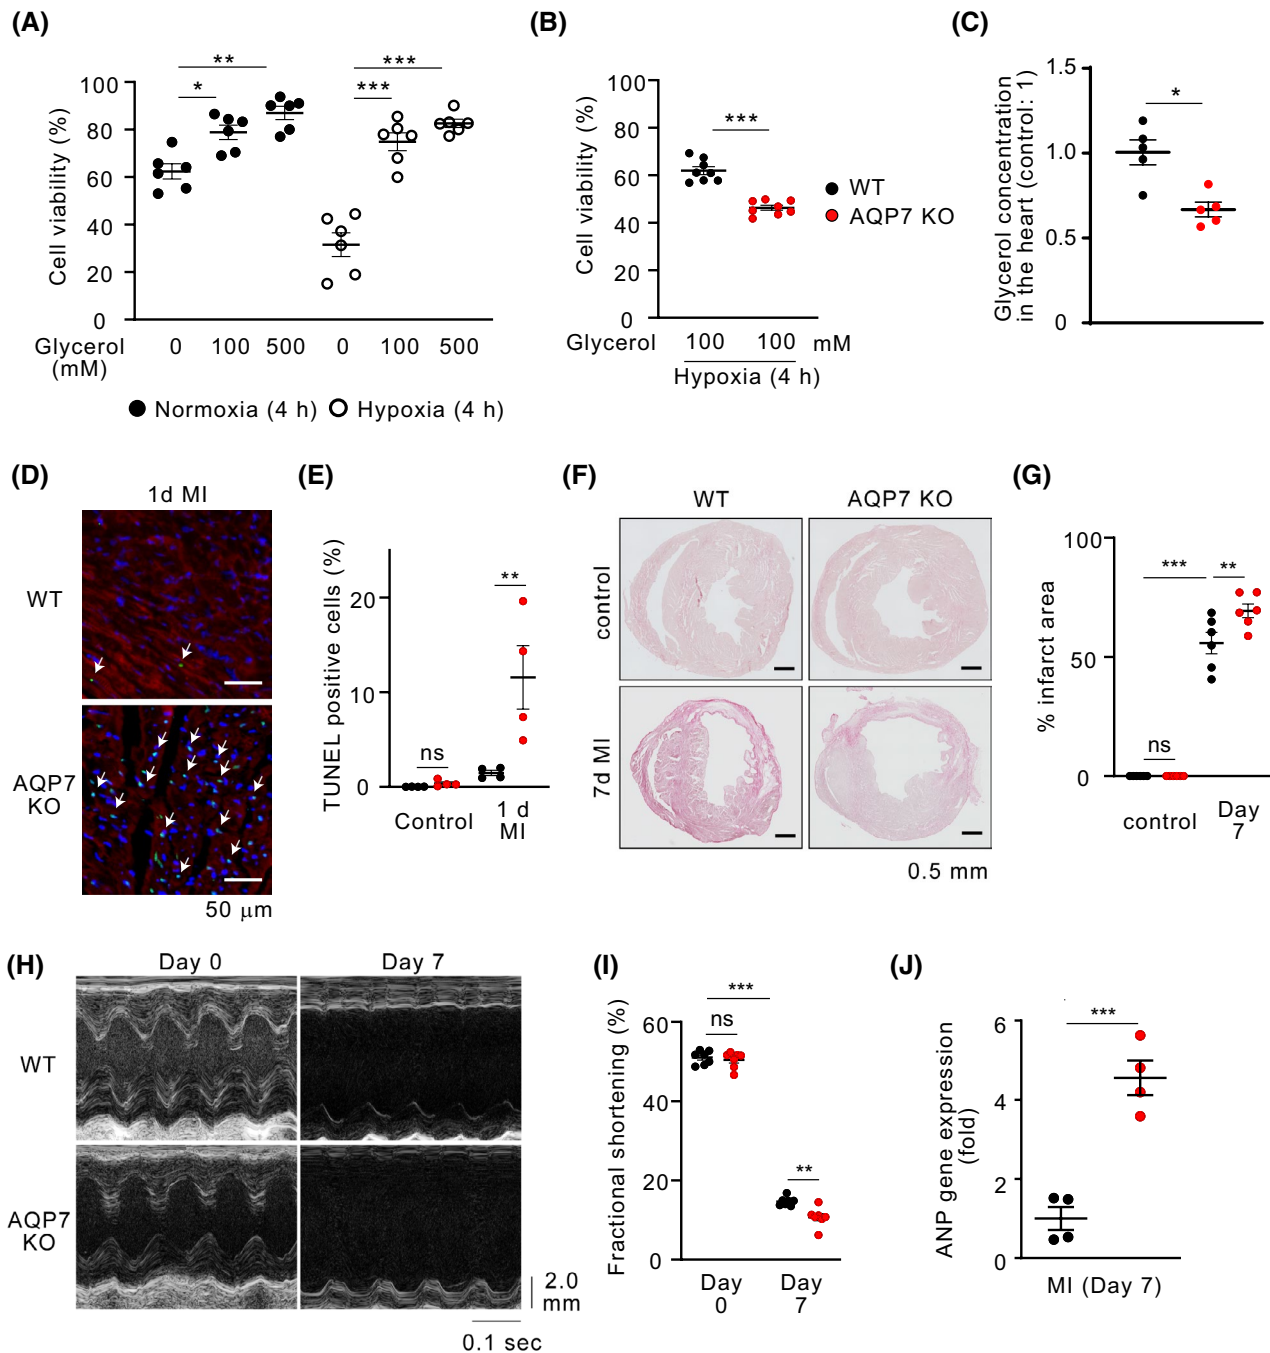 (A)
Cell viability (%)
100
80
60
40
20
0
*
**
***
***
Glycerol
(mM)
0 100 500 0 100 500
Normoxia (4 h) Hypoxia (4 h)
(B)
Cell viability (%)
100
80
60
40
20
0
***
WT
AQP7 KO
Glycerol 100 100 mM
Hypoxia (4 h)
(C)
Glycerol concentration
in the heart (control: 1)
1.5
1.0
0.5
0
*
(D)
1d MI
WT
AQP7
KO
50 μm
(E)
TUNEL positive cells (%)
20
10
0
ns
**
Control
1 d
MI
(F)
WT AQP7 KO
control
7d MI
0.5 mm
(G)
% infarct area
100
50
0
ns
***
**
control
Day
7
(H)
Day 0 Day 7
WT
AQP7
KO
2.0
mm
0.1 sec
(I)
Fractional shortening (%)
60
40
20
0
***
ns
**
Day
0
Day
7
(J)
ANP gene expression
(fold)
6
4
2
0
***
MI (Day 7)